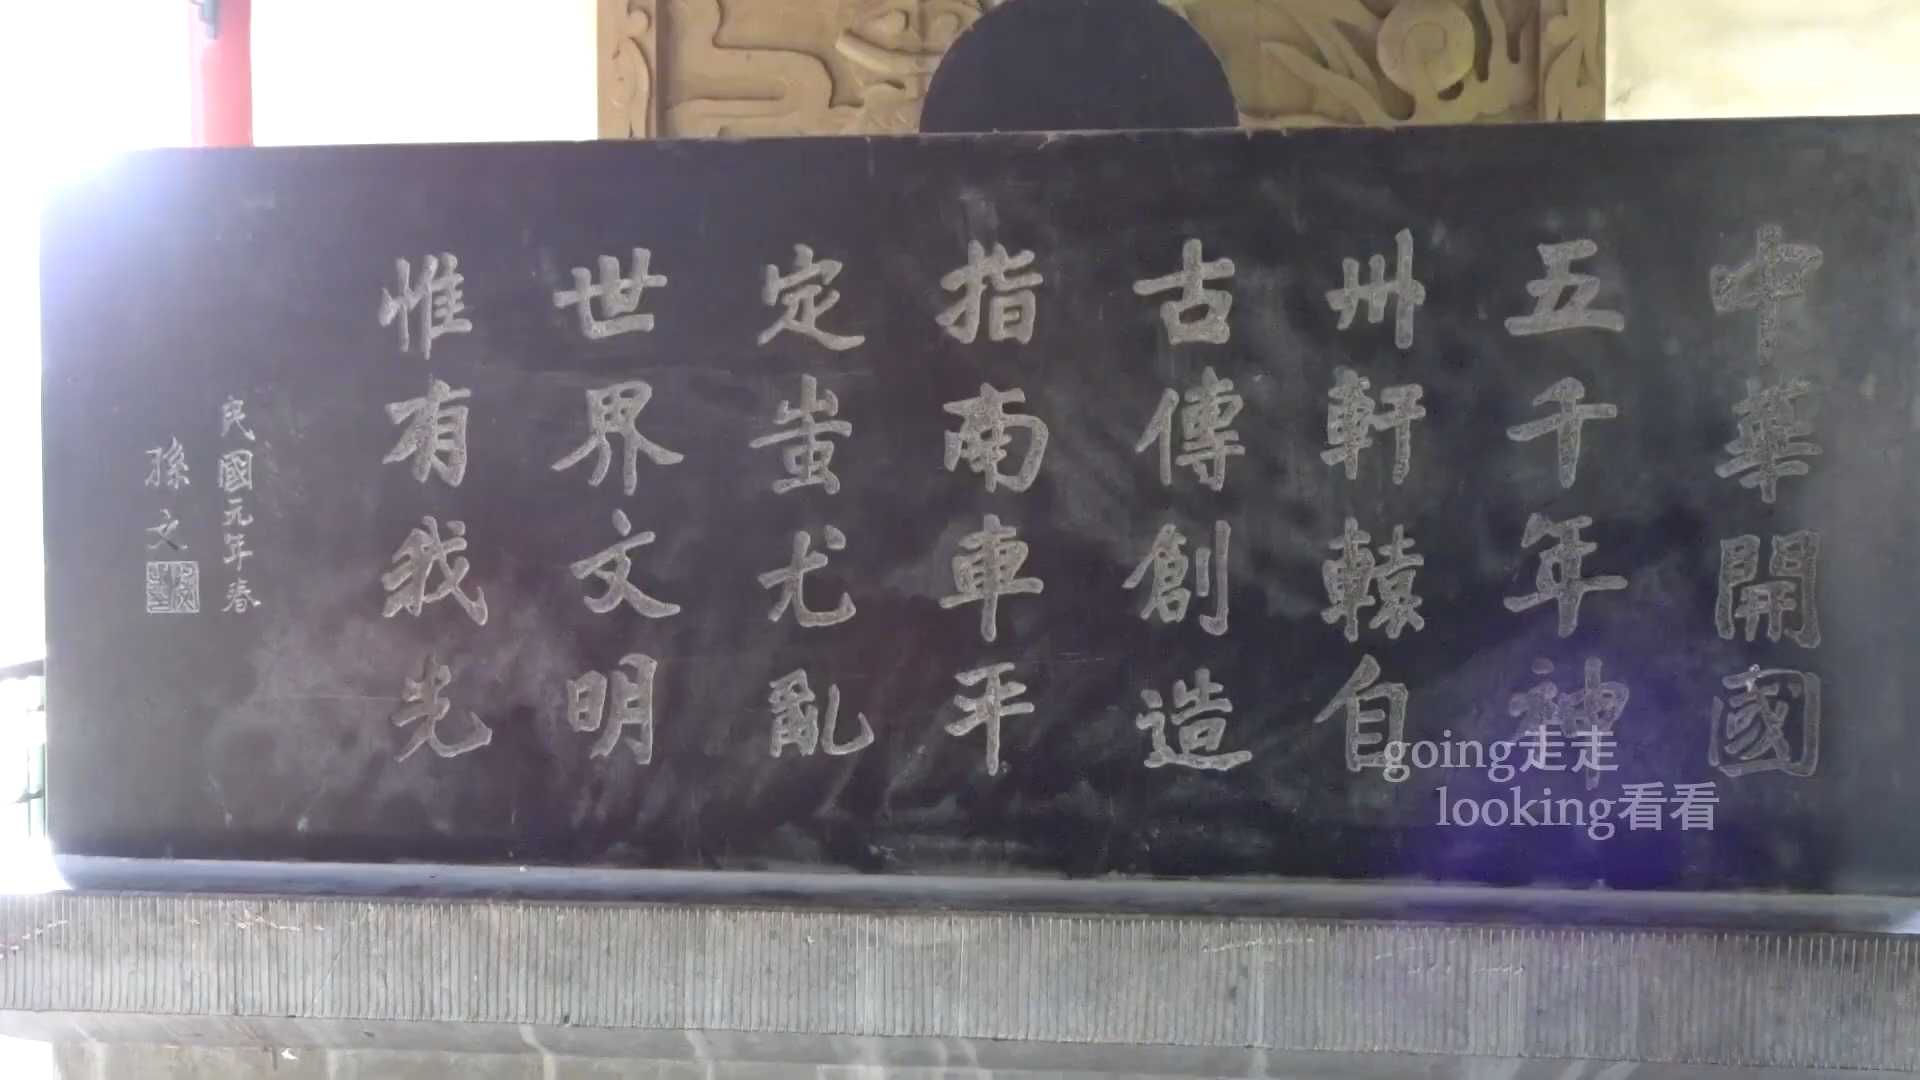 中華開國
五千年神
州軒轅自
古傳創造
指南車平
定蚩尤亂
世界文明
惟有我先
民國元年春
孫文
going走走
looking看看